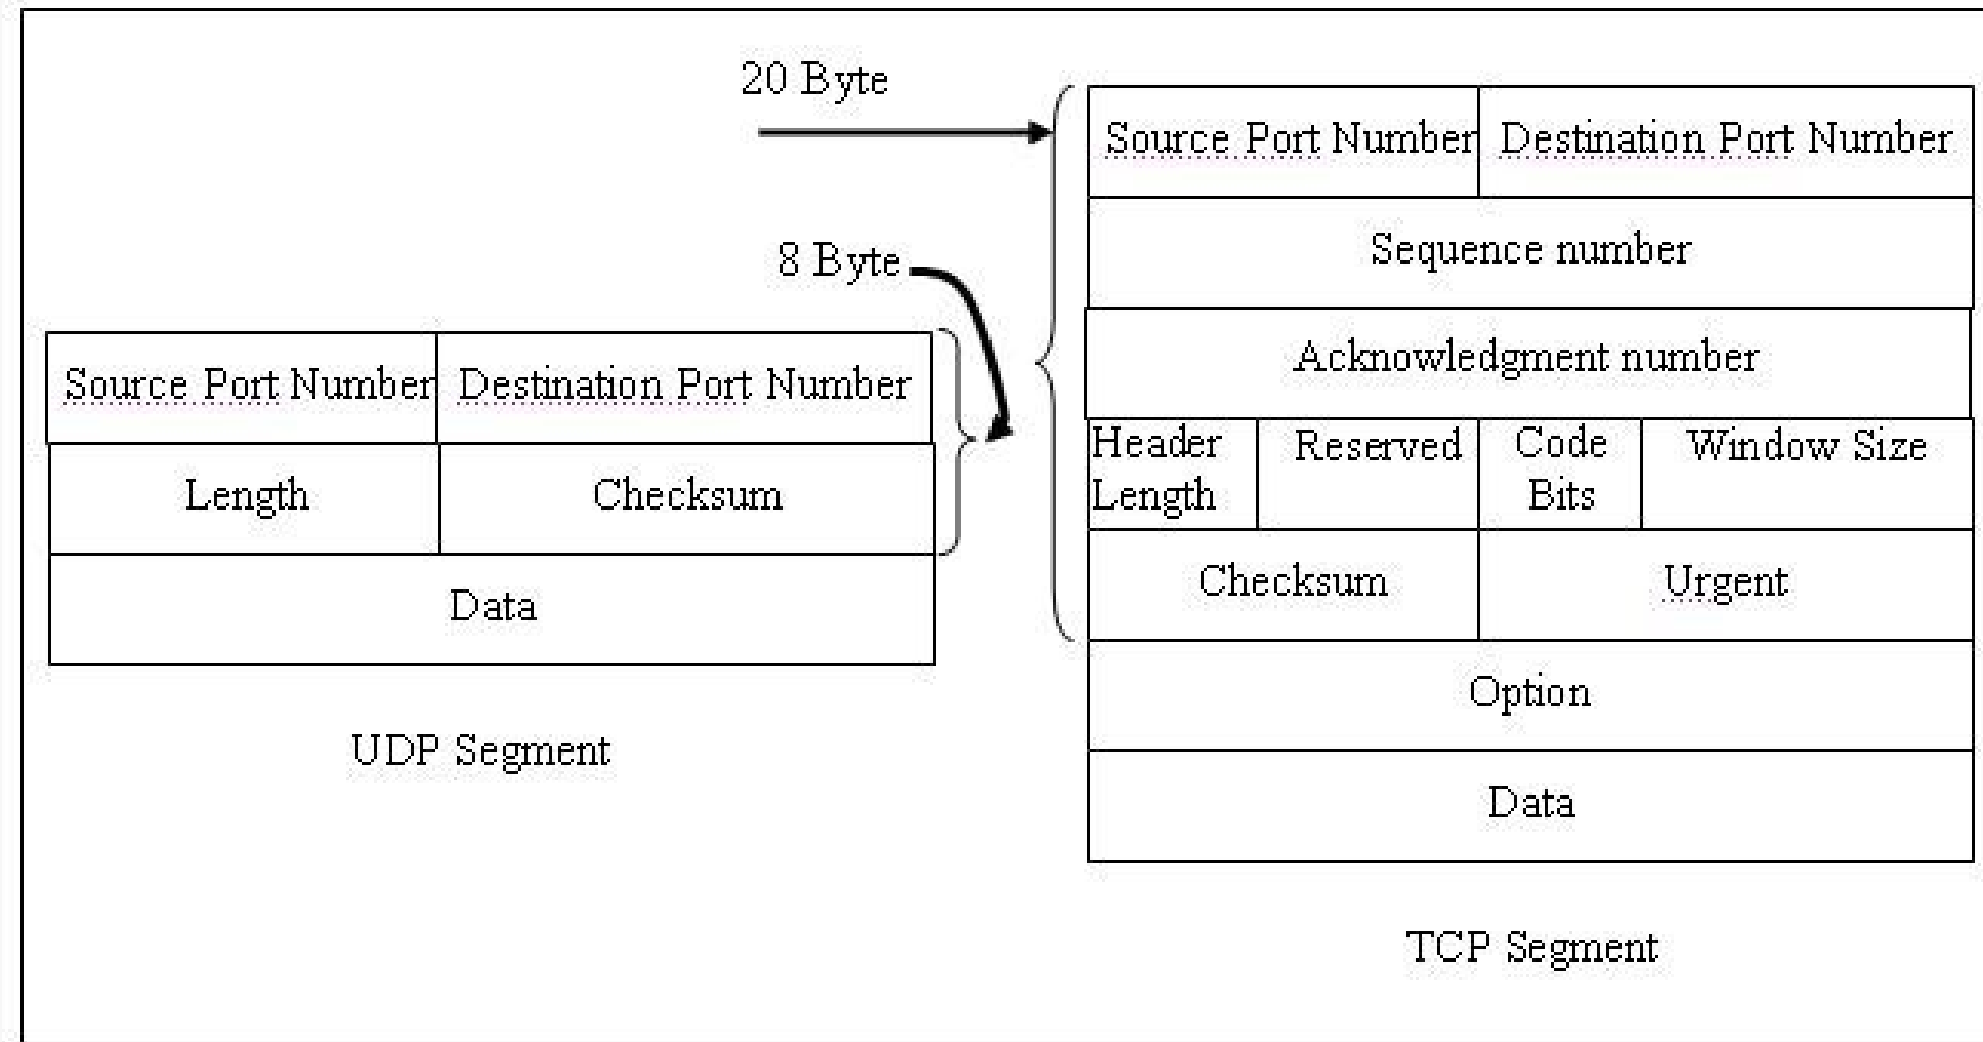 20 Byte
8 Byte
Source Port Number Destination Port Number
Length Checksum
Data
UDP Segment
Source Port Number Destination Port Number
Sequence number
Acknowledgment number
Header Length Reserved Code Bits Window Size
Checksum Urgent
Option
Data
TCP Segment